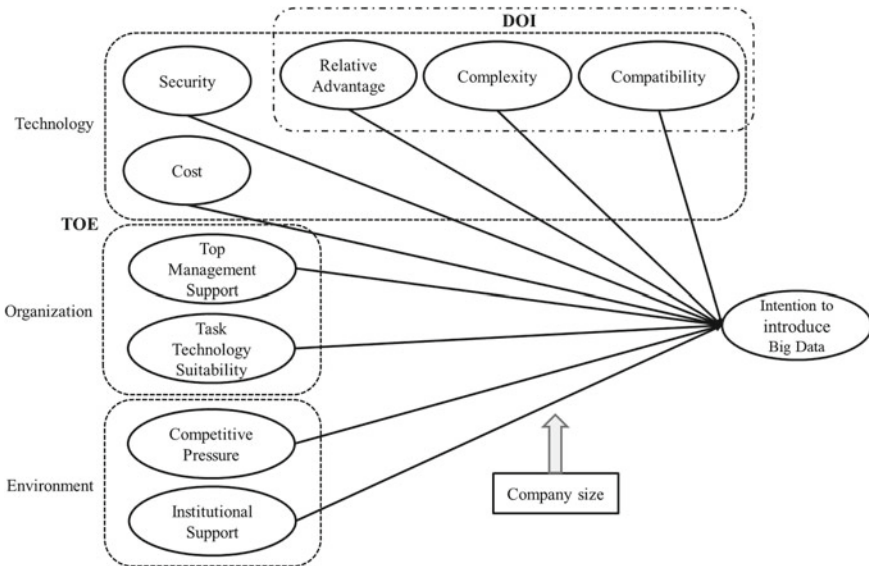 DOI
Security
Relative
Advantage
Complexity
Compatibility
Technology
Cost
TOE
Top
Management
Support
Organization
Task
Technology
Suitability
Intention to
introduce
Big Data
Competitive
Pressure
Environment
Institutional
Support
Company size